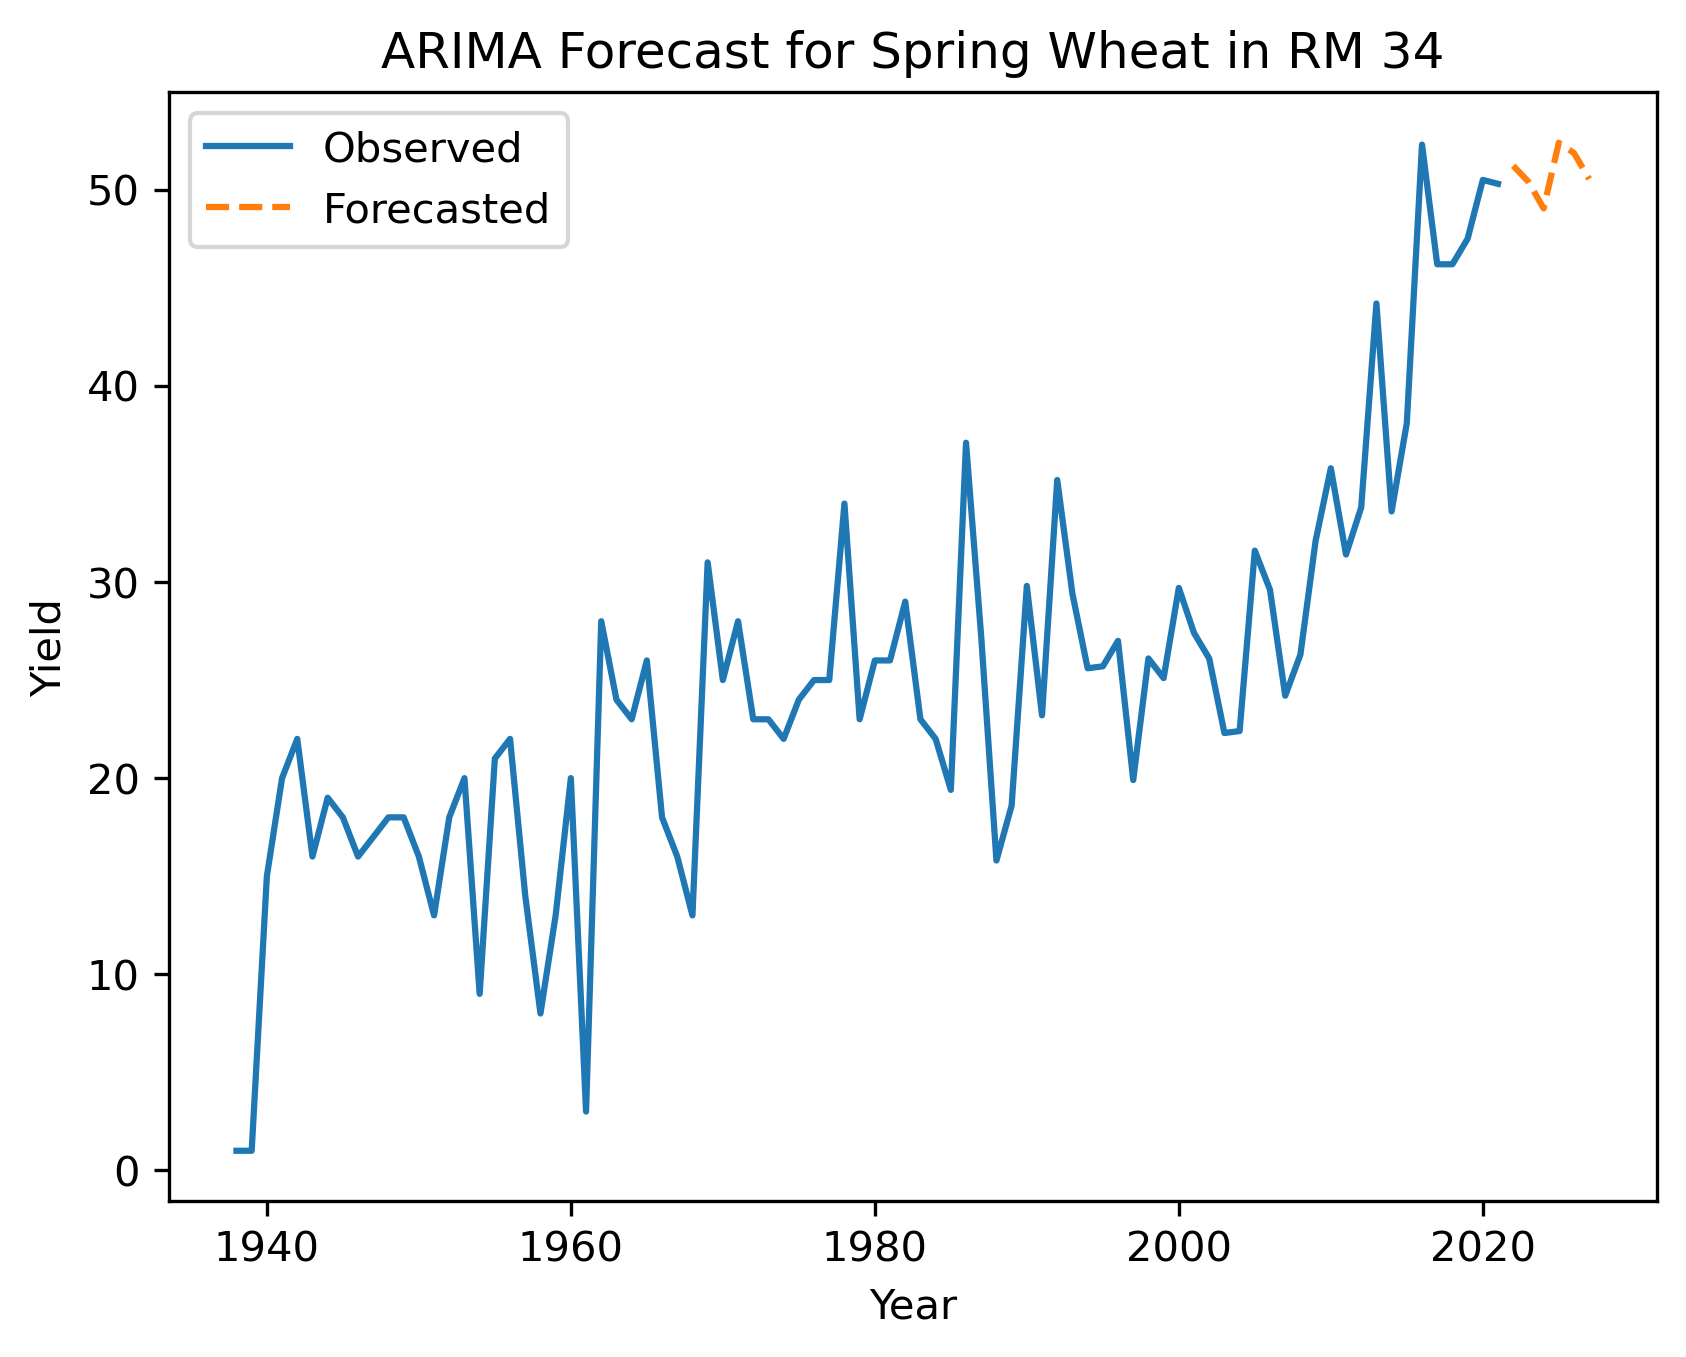 ARIMA Forecast for Spring Wheat in RM 34
Observed
Forecasted
50
40
30
20
10
0
Yield
1940 1960 1980 2000 2020
Year